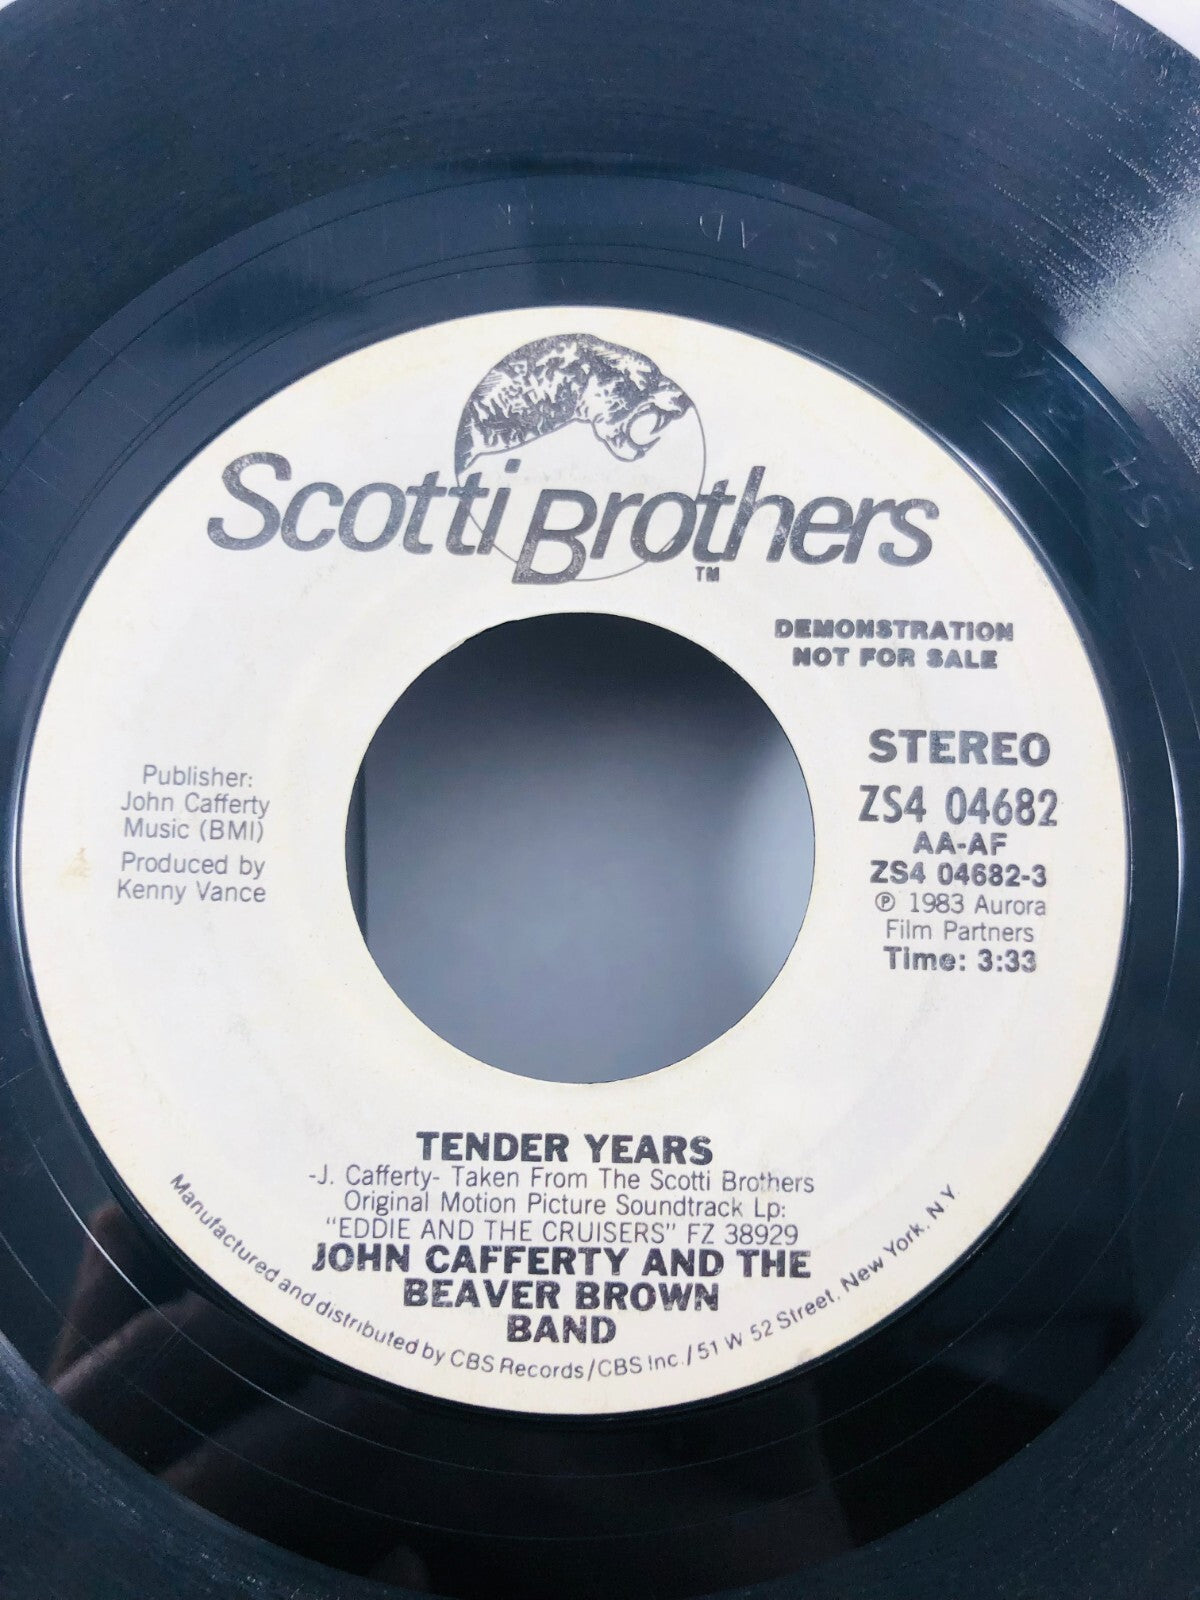 Scotti Brothers
TM
DEMONSTRATION
NOT FOR SALE
STEREO
ZS4 04682
AA-AF
ZS4 04682-3
℗ 1983 Aurora
Film Partners
Time: 3:33
Publisher:
John Cafferty
Music (BMI)
Produced by
Kenny Vance
TENDER YEARS
-J. Cafferty- Taken From The Scotti Brothers
Original Motion Picture Soundtrack Lp:
"EDDIE AND THE CRUISERS" FZ 38929
JOHN CAFFERTY AND THE
BEAVER BROWN
BAND
Manufactured and distributed by CBS Records/CBS Inc./51 W 52 Street, New York, N Y